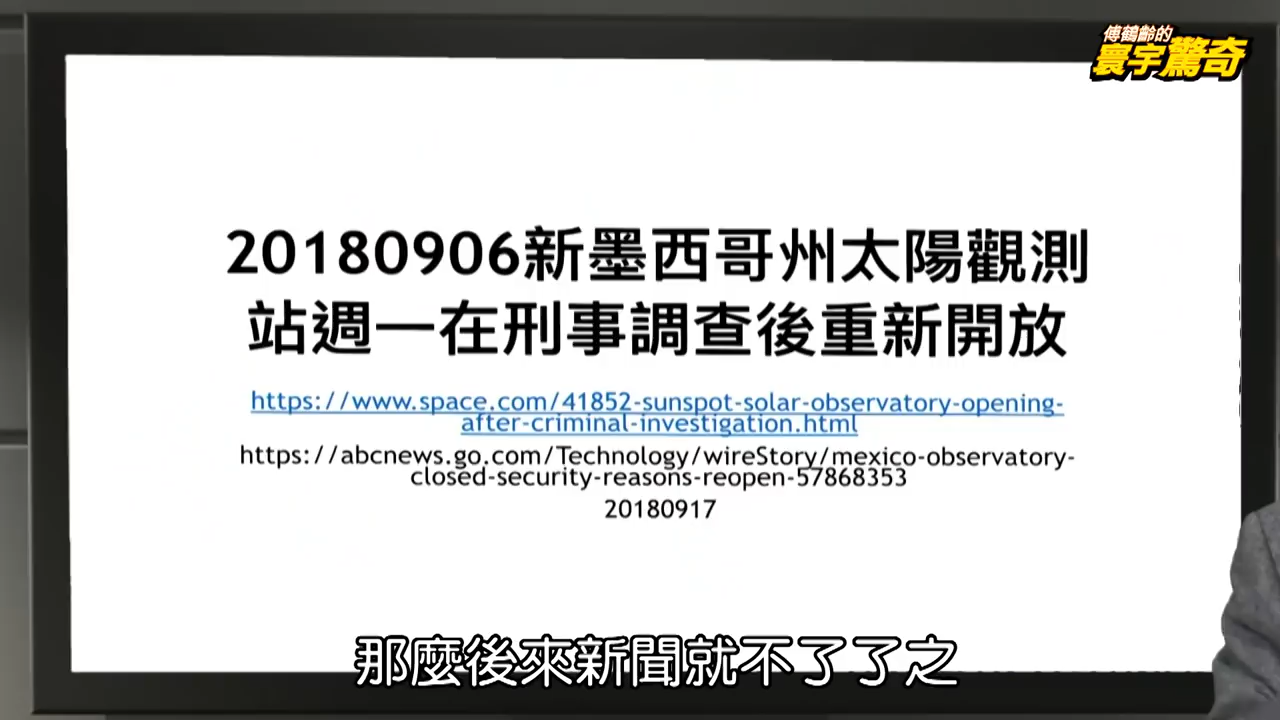 傅鶴齡的
寰宇驚奇
20180906新墨西哥州太陽觀測
站週一在刑事調查後重新開放
https://www.space.com/41852-sunspot-solar-observatory-opening-
after-criminal-investigation.html
https://abcnews.go.com/Technology/wireStory/mexico-observatory-
closed-security-reasons-reopen-57868353
20180917
那麼後來新聞就不了了之